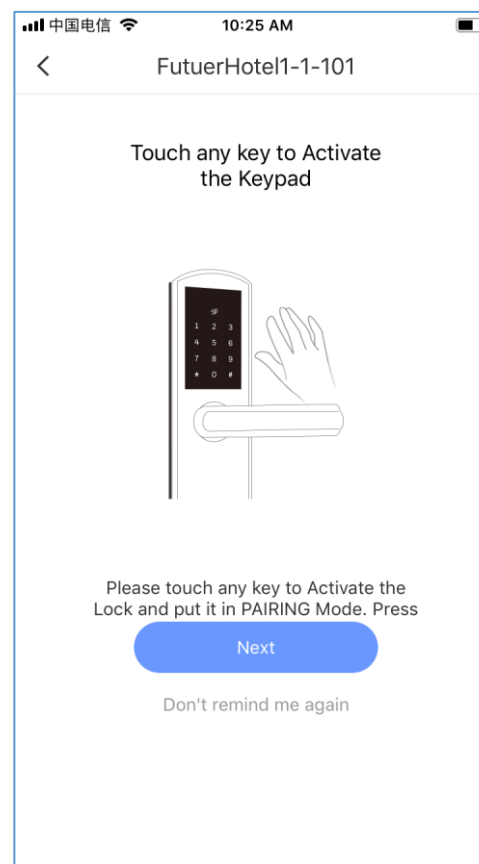 中国电信 10:25 AM
FutuerHotel1-1-101
Touch any key to Activate
the Keypad
1 2 3
4 5 6
7 8 9
* 0 #
Please touch any key to Activate the
Lock and put it in PAIRING Mode. Press
Next
Don't remind me again